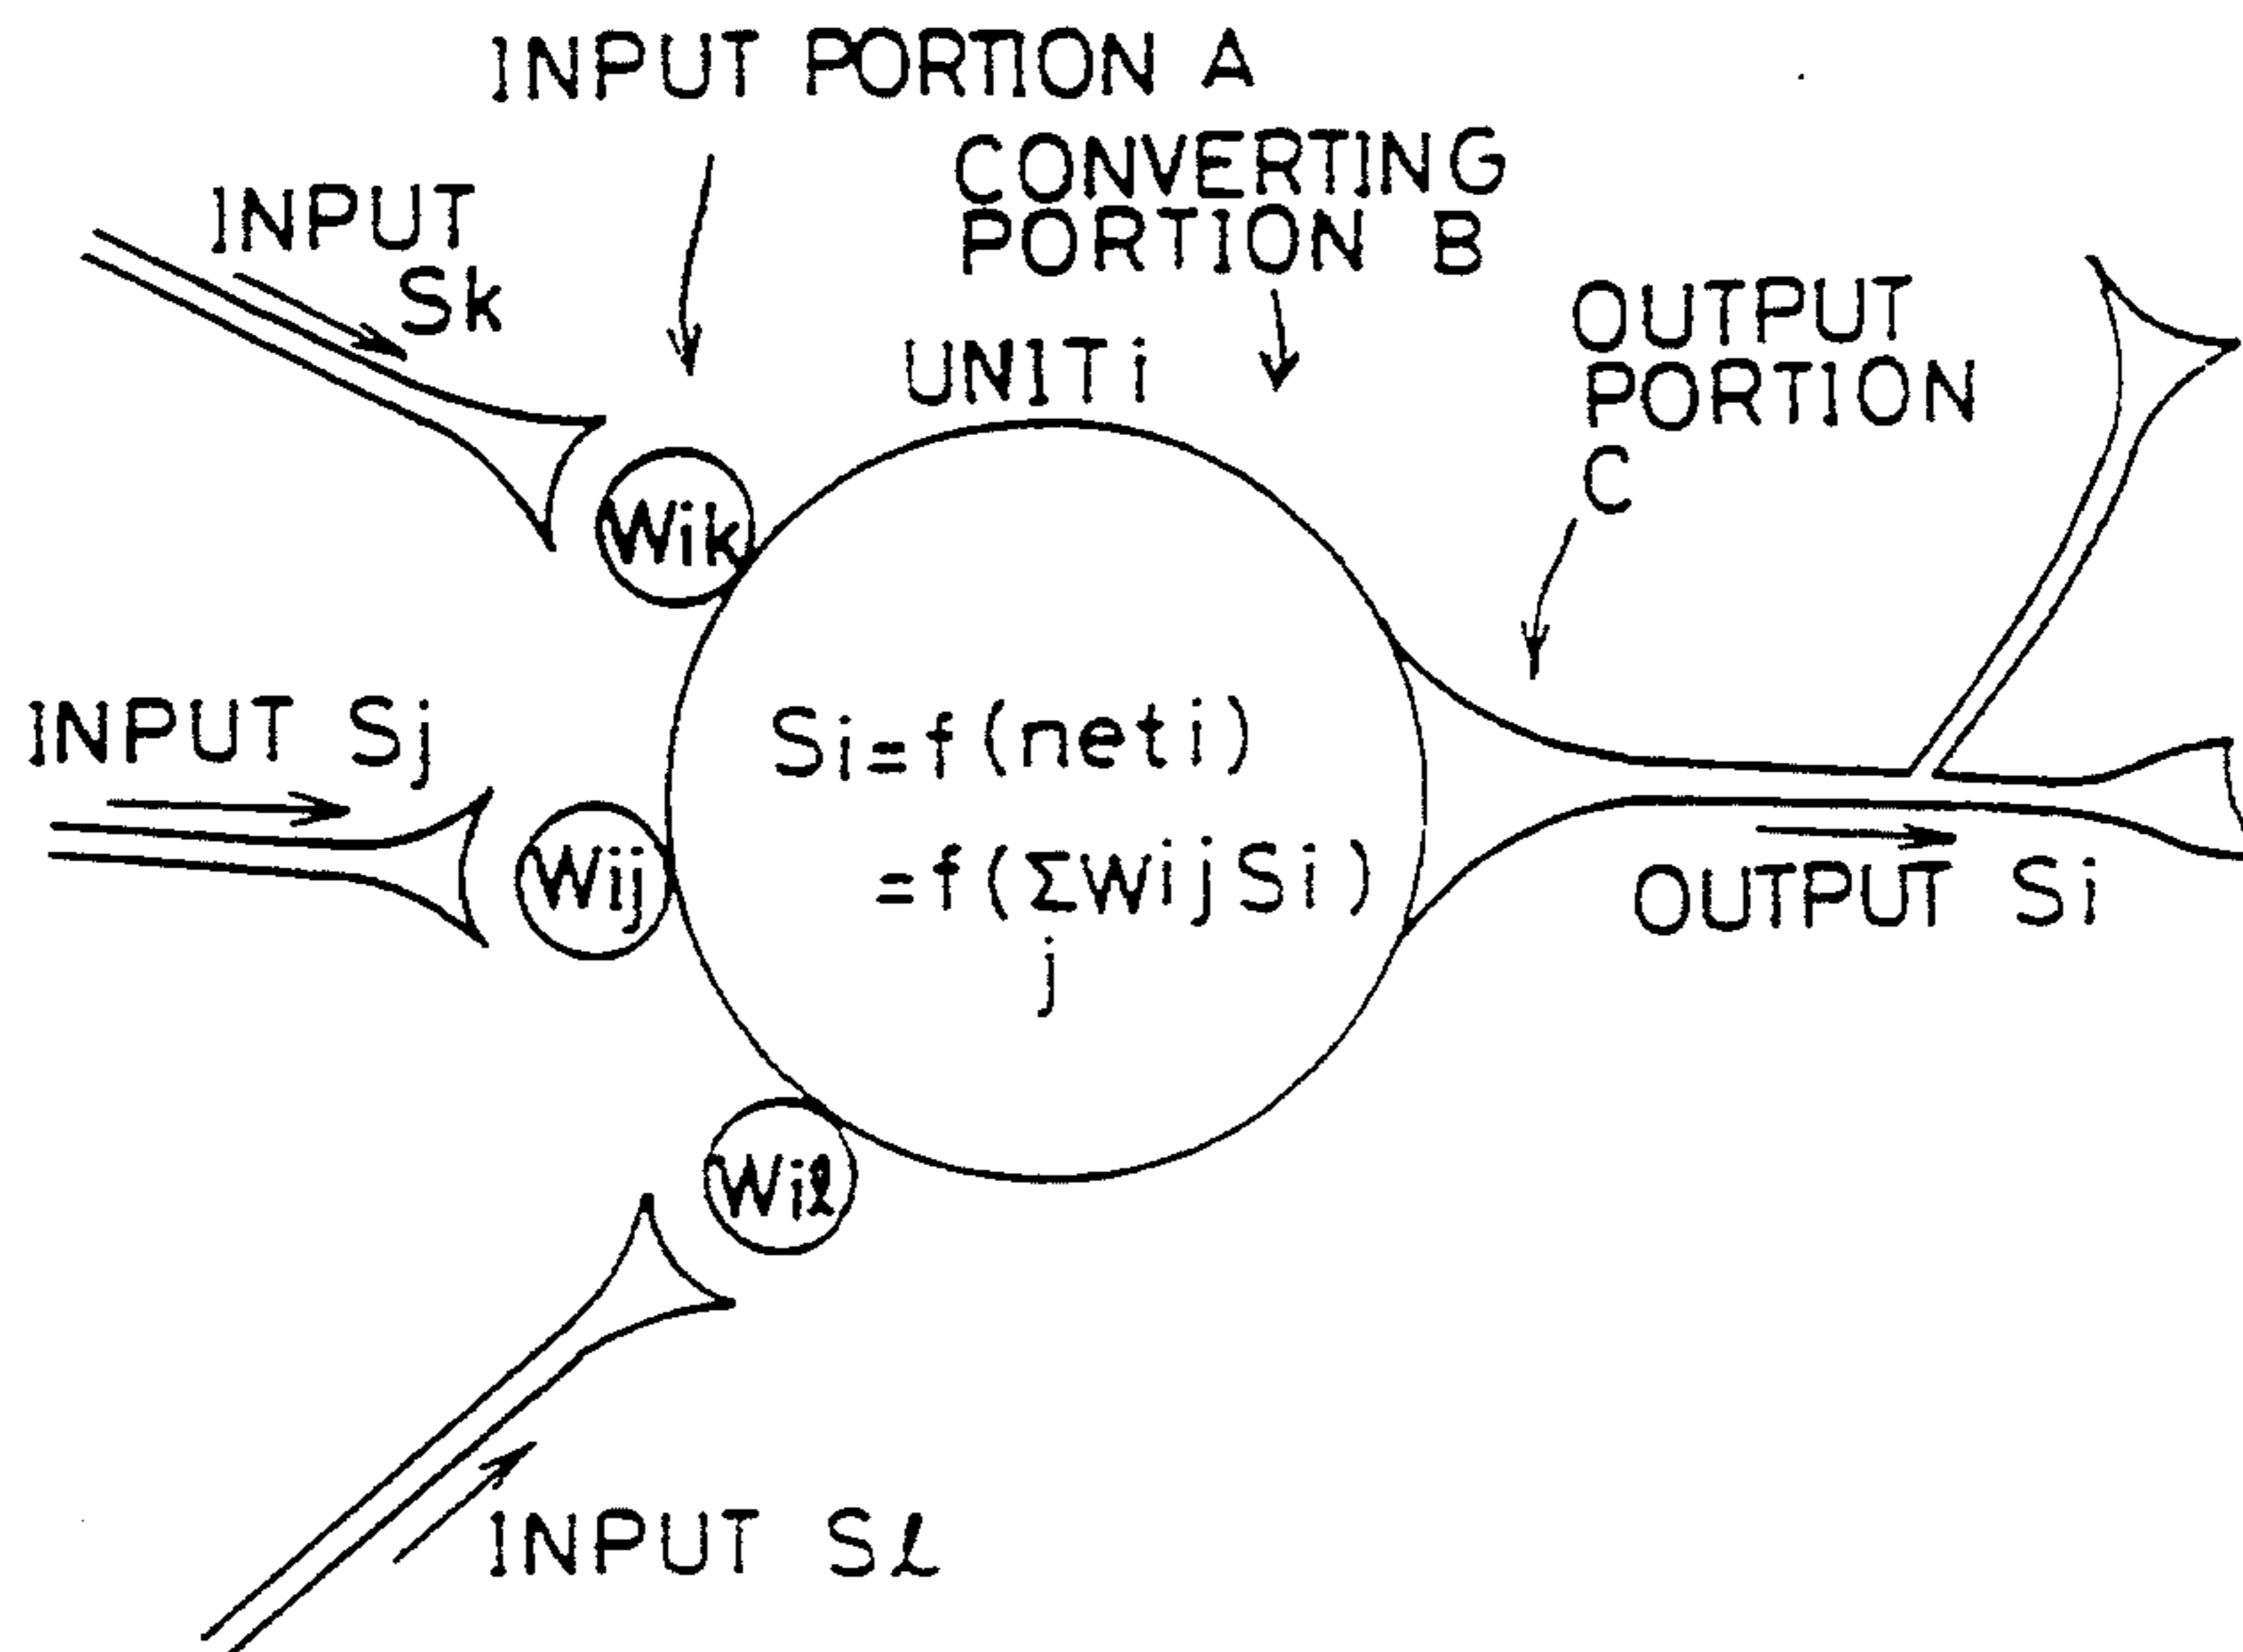 INPUT PORTION A
CONVERTING
PORTION B
INPUT
Sk
UNIT i
OUTPUT
PORTION
C
Wik
INPUT Sj
Si=f(neti)
Wij
=f(ΣWijSi)
j
OUTPUT Si
Wiℓ
INPUT Sℓ